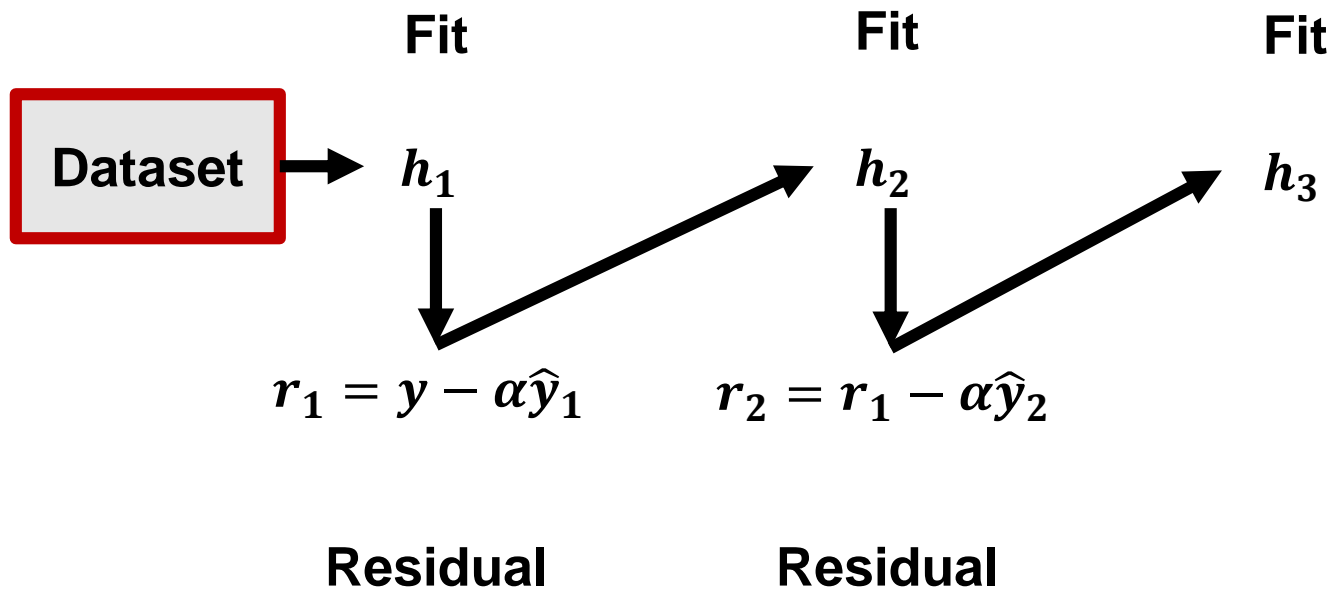 Fit Fit Fit
Dataset h₁ h₂ h₃
r₁ = y − αŷ₁ r₂ = r₁ − αŷ₂
Residual Residual